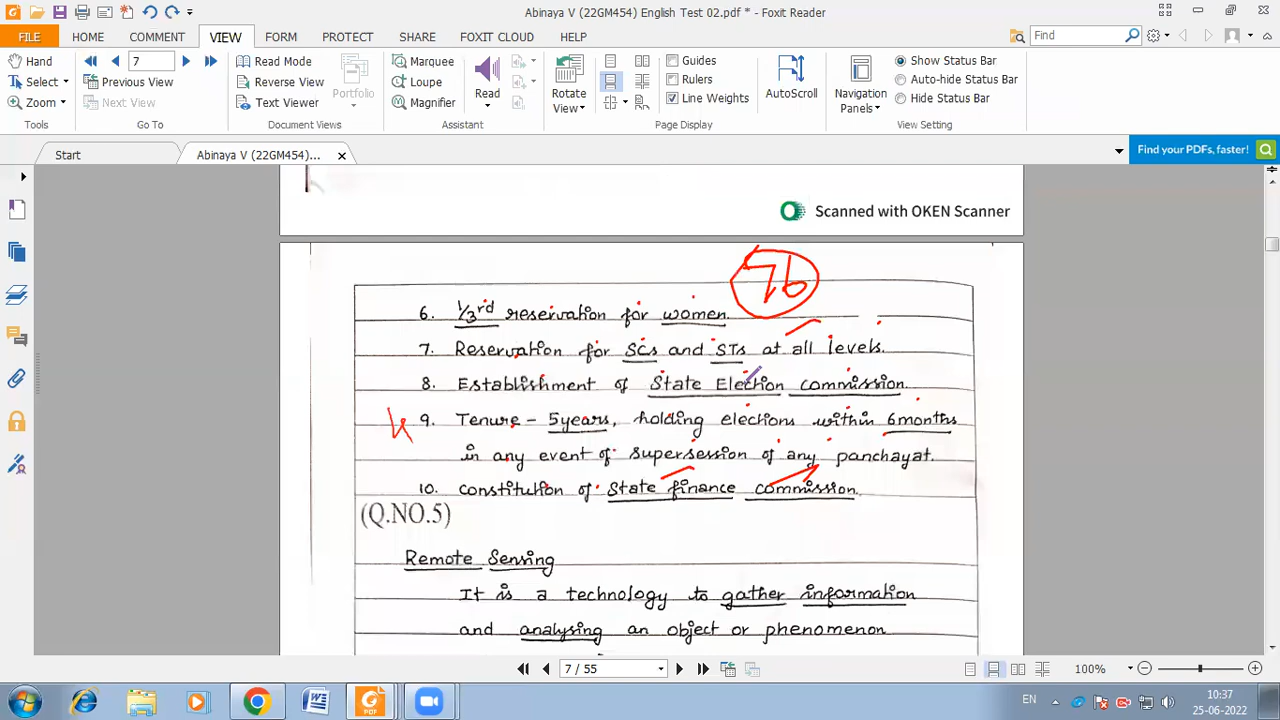 Abinaya V (22GM454) English Test 02.pdf * - Foxit Reader
FILE HOME COMMENT VIEW FORM PROTECT SHARE FOXIT CLOUD HELP Find
Hand 7 Read Mode Marquee Guides Show Status Bar
Select Previous View Reverse View Loupe Rulers Auto-hide Status Bar
Zoom Next View Text Viewer Portfolio Magnifier Read Rotate View Line Weights AutoScroll Navigation Panels Hide Status Bar
Tools Go To Document Views Assistant Page Display View Setting
Start Abinaya V (22GM454)... Find your PDFs, faster!
Scanned with OKEN Scanner
76
6. 1/3rd reservation for women.
7. Reservation for SCs and STs at all levels.
8. Establishment of State Election commission.
9. Tenure - 5years, holding elections within 6months
in any event of supersession of any panchayat.
10. Constitution of State finance commission.
(Q.NO.5)
Remote Sensing
It is a technology to gather information
and analysing an object or phenomenon
7 / 55 100%
EN 10:37
25-06-2022